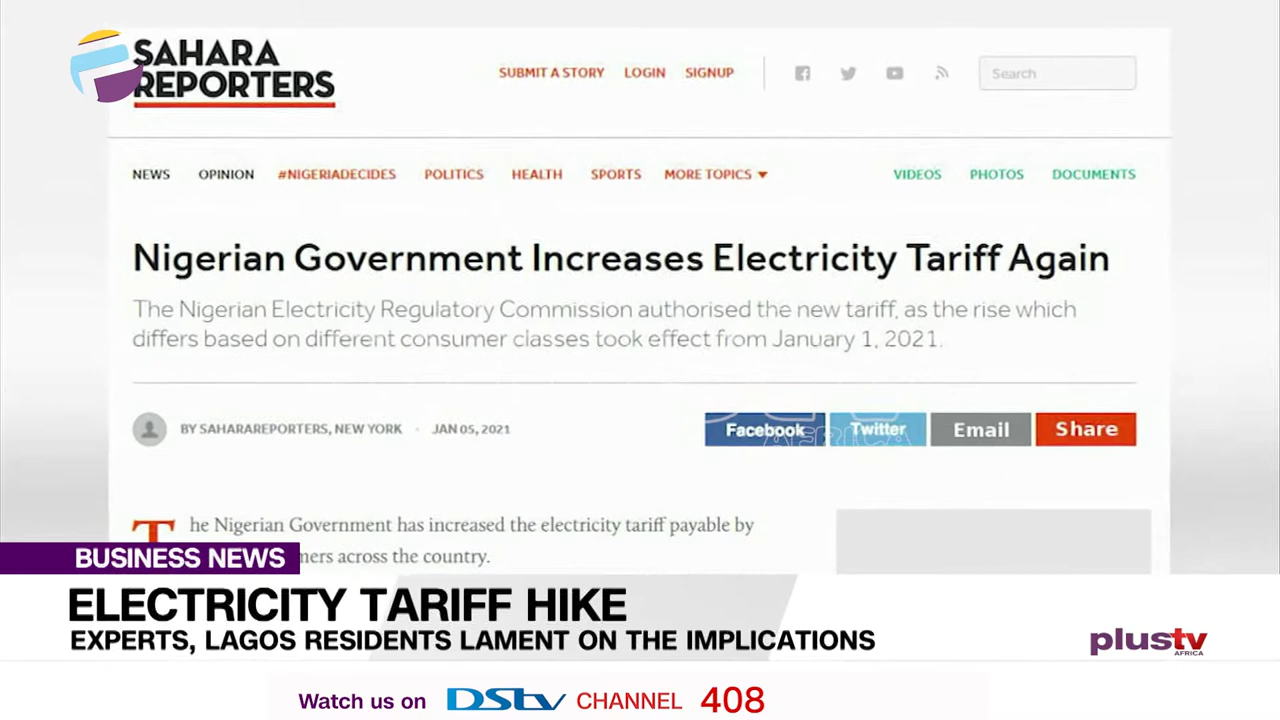 SAHARA
REPORTERS
SUBMIT A STORY LOGIN SIGNUP Search
NEWS OPINION #NIGERIADECIDES POLITICS HEALTH SPORTS MORE TOPICS VIDEOS PHOTOS DOCUMENTS
Nigerian Government Increases Electricity Tariff Again
The Nigerian Electricity Regulatory Commission authorised the new tariff, as the rise which
differs based on different consumer classes took effect from January 1, 2021.
BY SAHARAREPORTERS, NEW YORK · JAN 05, 2021 Facebook Twitter Email Share
The Nigerian Government has increased the electricity tariff payable by
across the country.
BUSINESS NEWS
ELECTRICITY TARIFF HIKE
EXPERTS, LAGOS RESIDENTS LAMENT ON THE IMPLICATIONS
plustv
AFRICA
Watch us on DStv CHANNEL 408